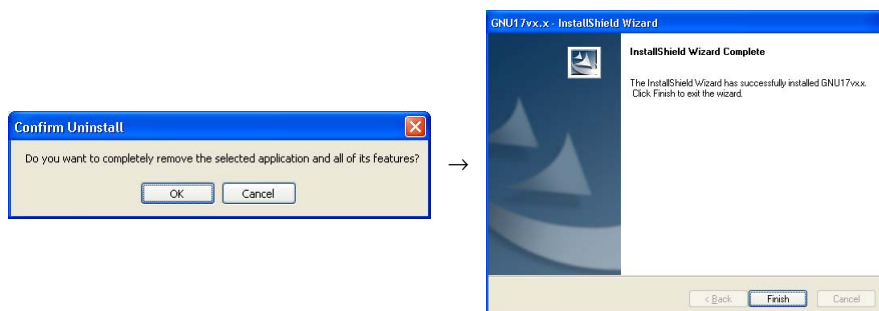 Confirm Uninstall
Do you want to completely remove the selected application and all of its features?
OK
Cancel
→
GNU17vx.x - InstallShield Wizard
InstallShield Wizard Complete
The InstallShield Wizard has successfully installed GNU17vx.x.
Click Finish to exit the wizard.
< Back
Finish
Cancel